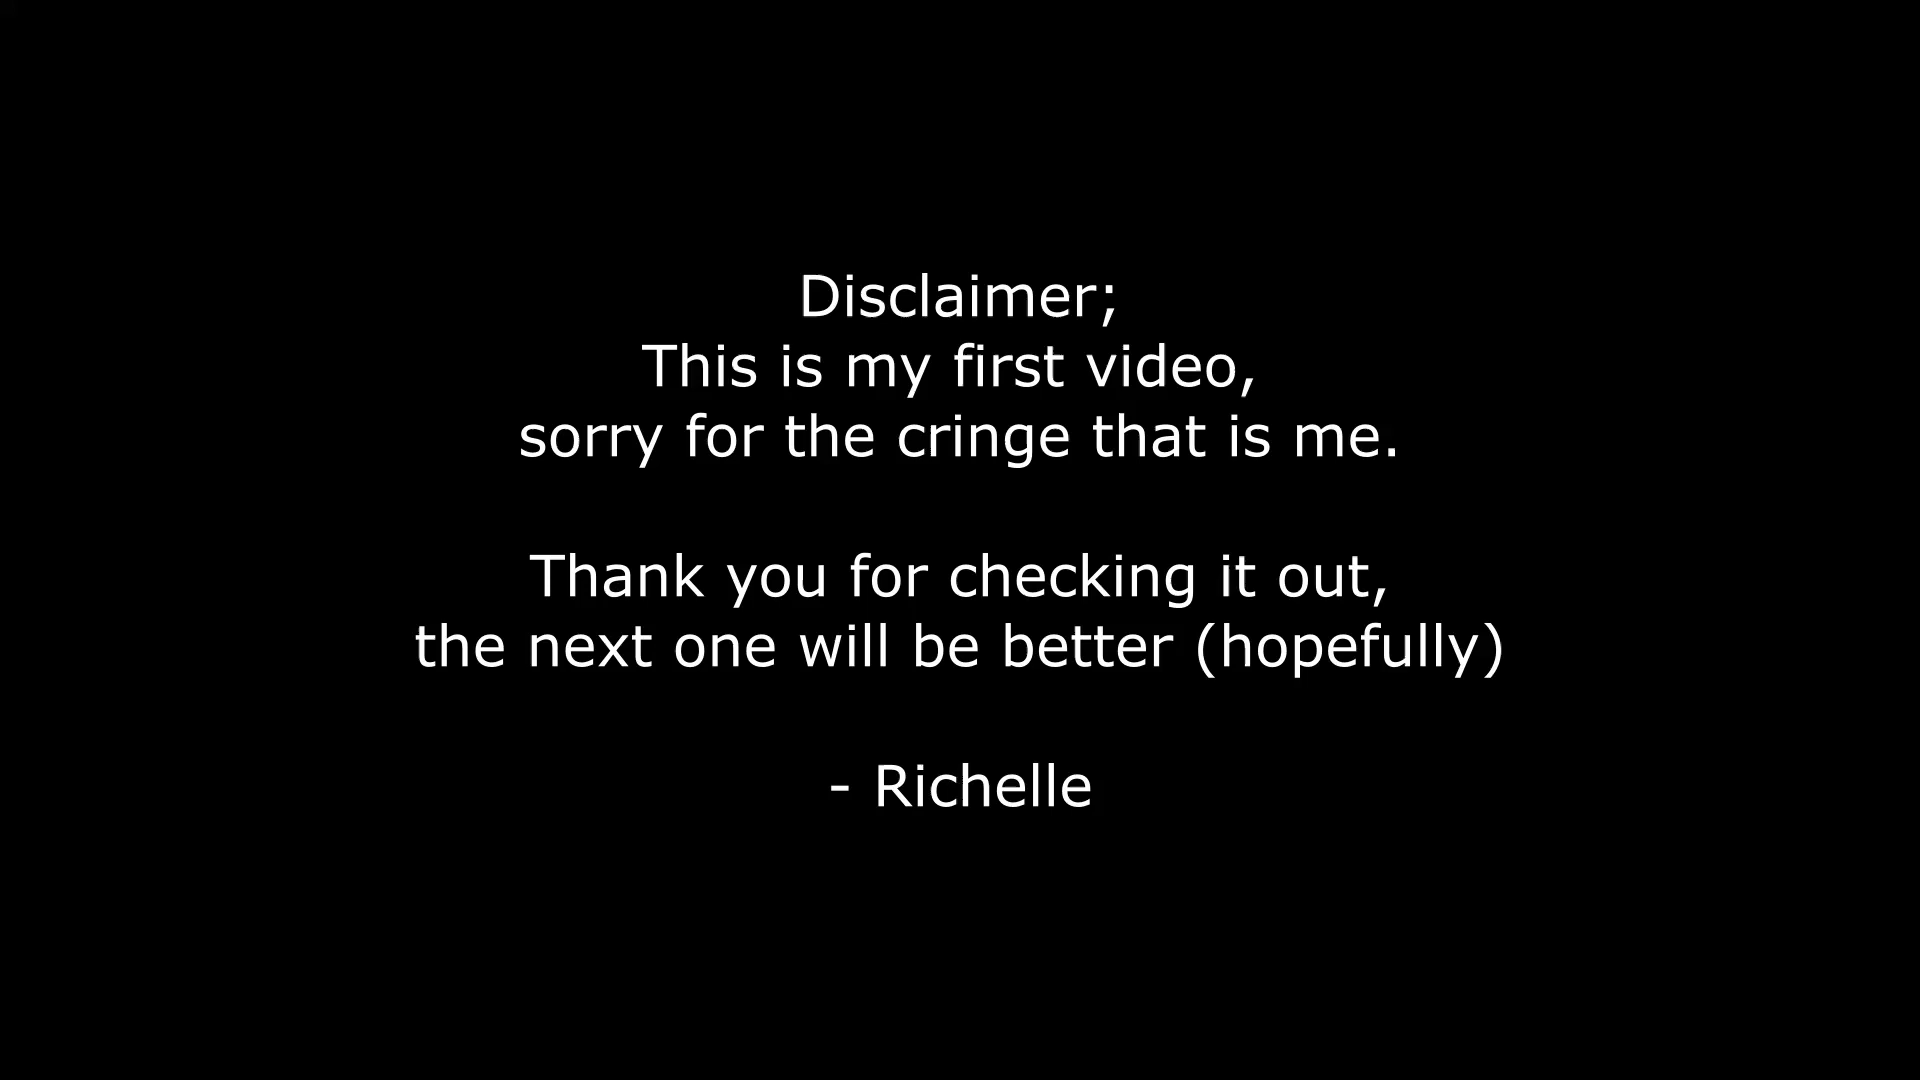 Disclaimer;
This is my first video,
sorry for the cringe that is me.
Thank you for checking it out,
the next one will be better (hopefully)
- Richelle